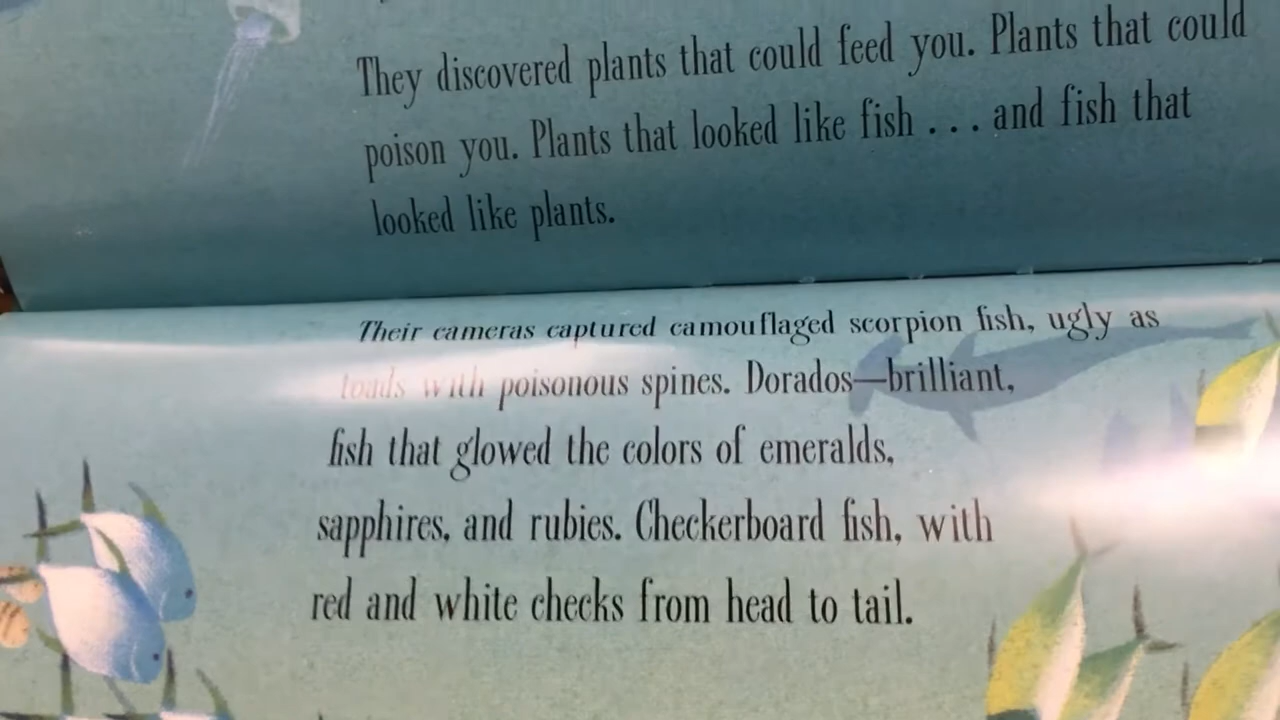 They discovered plants that could feed you. Plants that could
poison you. Plants that looked like fish . . . and fish that
looked like plants.
Their cameras captured camouflaged scorpion fish, ugly as
toads with poisonous spines. Dorados—brilliant,
fish that glowed the colors of emeralds,
sapphires, and rubies. Checkerboard fish, with
red and white checks from head to tail.